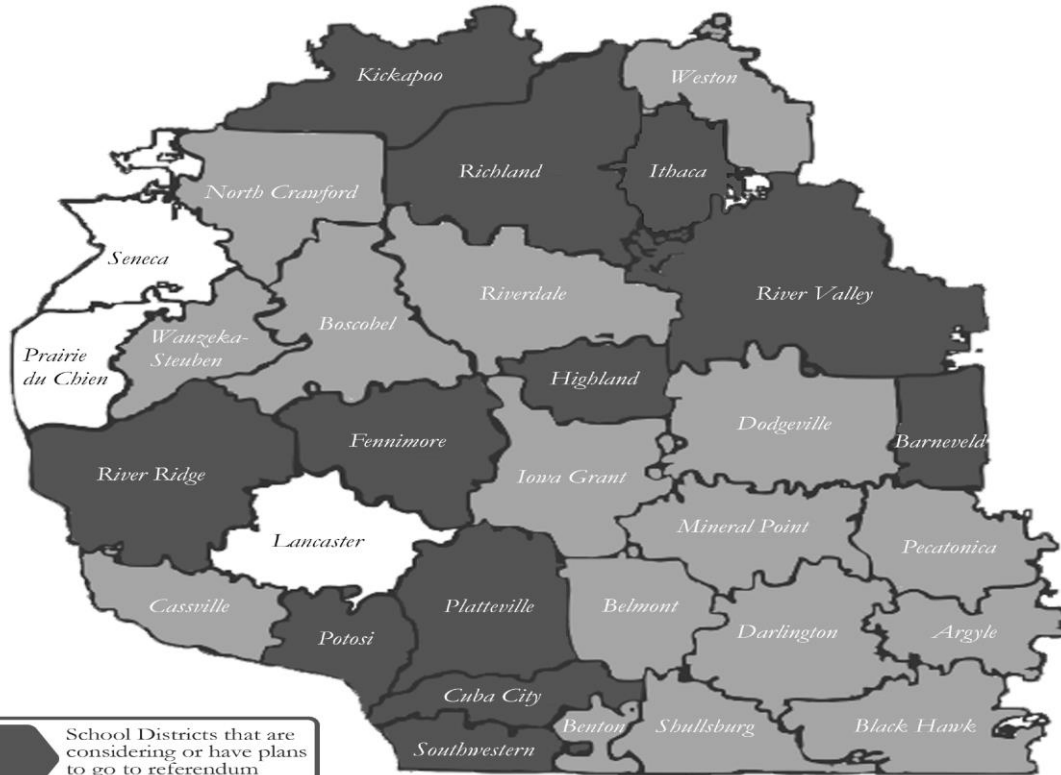 Kickapoo
Weston
Richland
Ithaca
North Crawford
Seneca
Riverdale
River Valley
Boscobel
Wauzeka-
Steuben
Prairie
du Chien
Highland
Dodgeville
Fennimore
Barneveld
River Ridge
Iowa Grant
Mineral Point
Lancaster
Pecatonica
Cassville
Platteville
Belmont
Potosi
Darlington
Argyle
Cuba City
Benton
Shullsburg
Black Hawk
Southwestern
School Districts that are
considering or have plans
to go to referendum